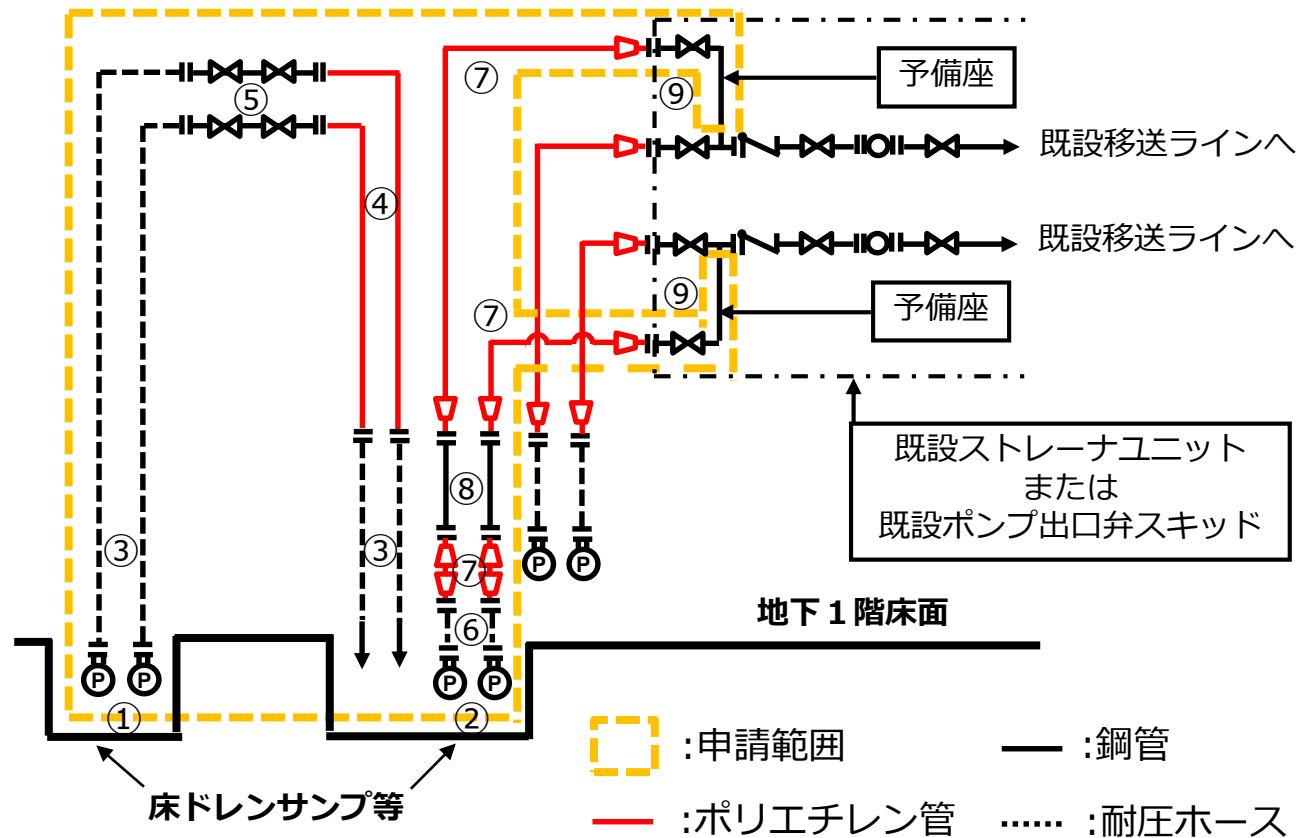 ⑦
予備座
⑤
⑨
既設移送ラインへ
④
既設移送ラインへ
⑨
⑦
予備座
既設ストレーナユニット
または
既設ポンプ出口弁スキッド
⑧
③
③
⑦
P
P
地下1階床面
⑥
P
P
P
P
①
②
:申請範囲
:鋼管
床ドレンサンプ等
:ポリエチレン管
:耐圧ホース